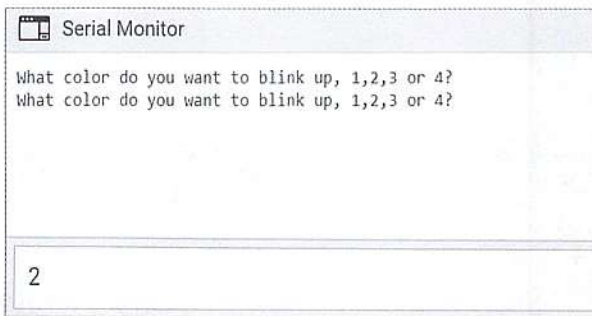 Serial Monitor
What color do you want to blink up, 1,2,3 or 4?
What color do you want to blink up, 1,2,3 or 4?
2